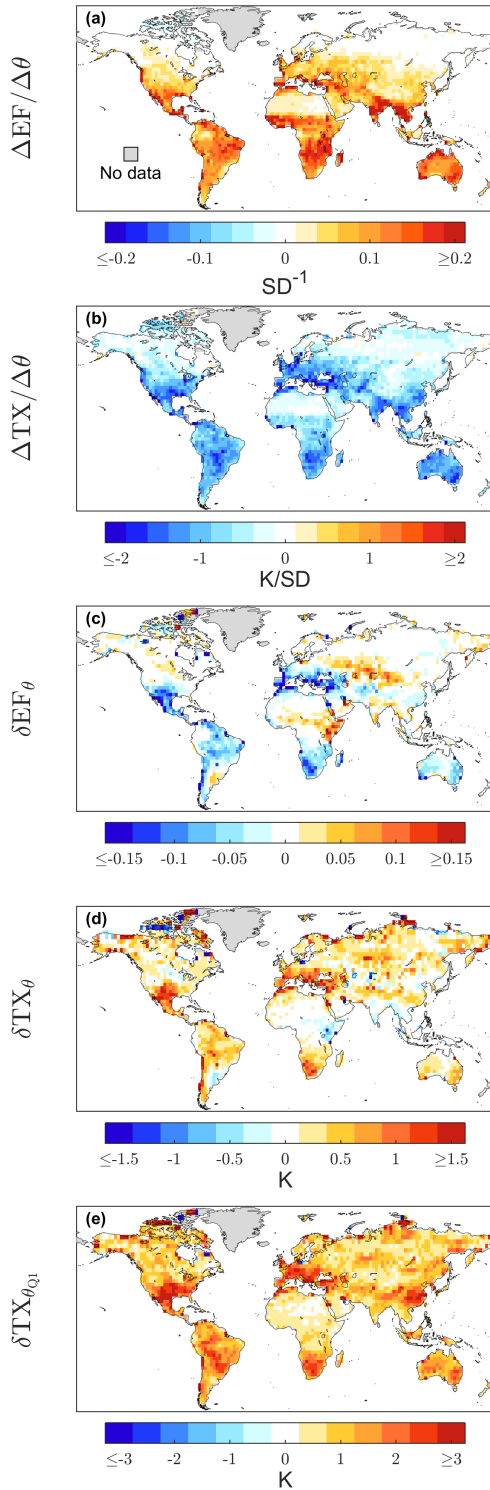 (a)
ΔEF/Δθ
No data
≤-0.2 -0.1 0 0.1 ≥0.2
SD⁻¹
(b)
ΔTX/Δθ
≤-2 -1 0 1 ≥2
K/SD
(c)
δEF_θ
≤-0.15 -0.1 -0.05 0 0.05 0.1 ≥0.15
(d)
δTX_θ
≤-1.5 -1 -0.5 0 0.5 1 ≥1.5
K
(e)
δTX_θ_Q1
≤-3 -2 -1 0 1 2 ≥3
K